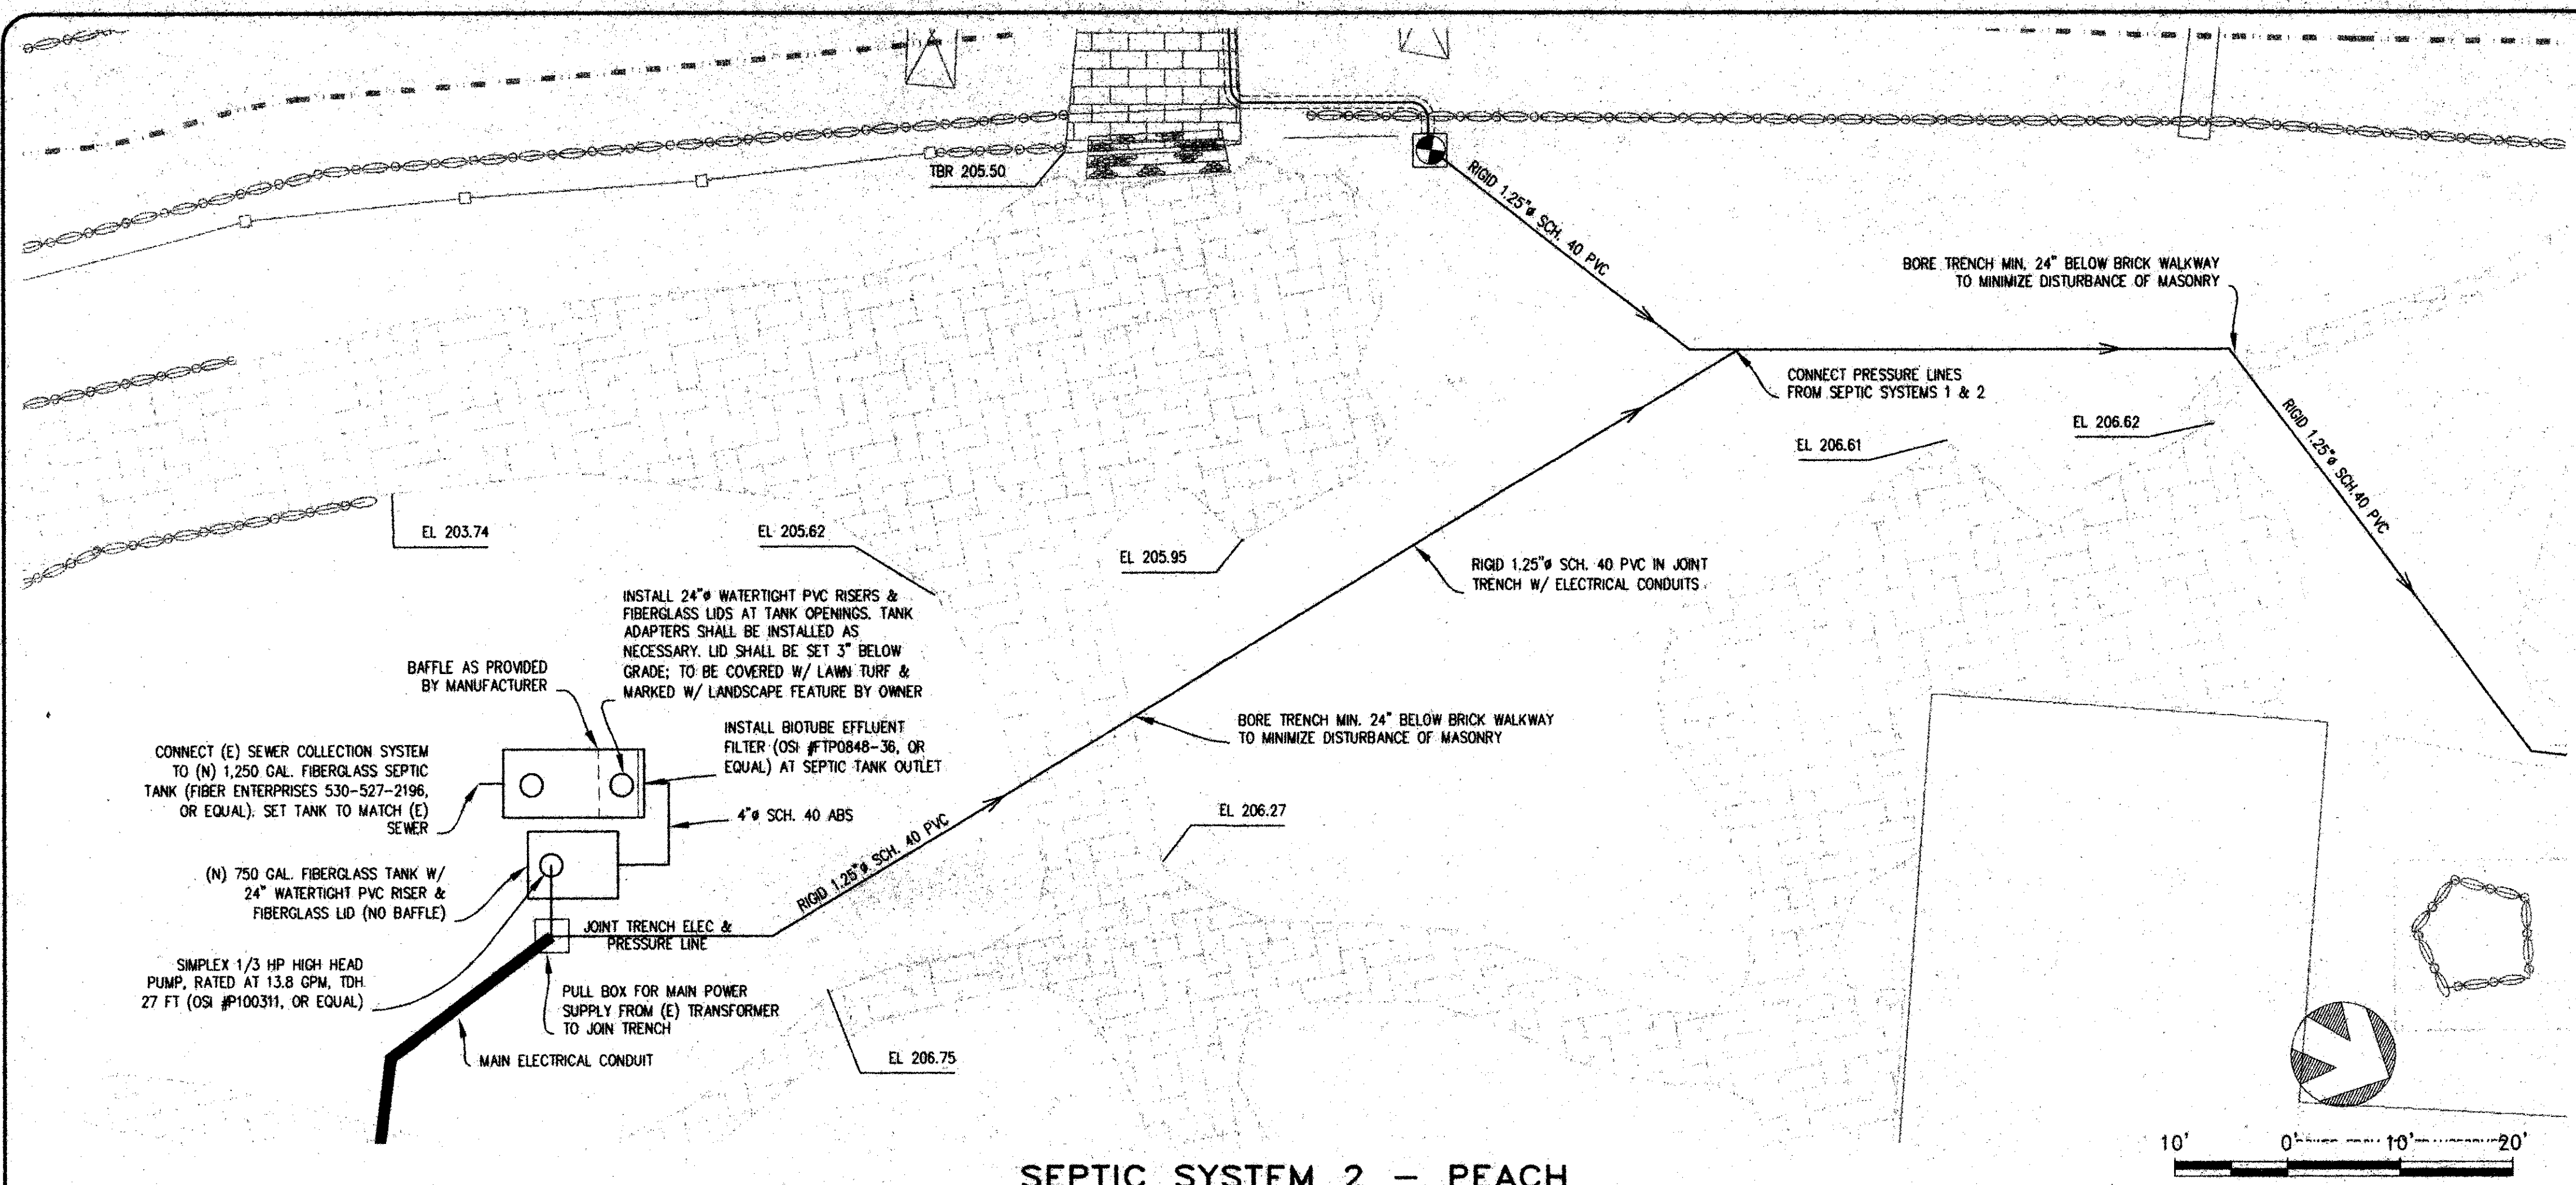 TBR 205.50
RIGID 1.25"ø SCH. 40 PVC
BORE TRENCH MIN. 24" BELOW BRICK WALKWAY
TO MINIMIZE DISTURBANCE OF MASONRY
CONNECT PRESSURE LINES
FROM SEPTIC SYSTEMS 1 & 2
EL 206.61
EL 206.62
RIGID 1.25"ø SCH.40 PVC
EL 203.74
EL 205.62
EL 205.95
RIGID 1.25"ø SCH. 40 PVC IN JOINT
TRENCH W/ ELECTRICAL CONDUITS
INSTALL 24"ø WATERTIGHT PVC RISERS &
FIBERGLASS LIDS AT TANK OPENINGS. TANK
ADAPTERS SHALL BE INSTALLED AS
NECESSARY. LID SHALL BE SET 3" BELOW
GRADE; TO BE COVERED W/ LAWN TURF &
MARKED W/ LANDSCAPE FEATURE BY OWNER
BAFFLE AS PROVIDED
BY MANUFACTURER
INSTALL BIOTUBE EFFLUENT
FILTER (OSI #FTP0848-36, OR
EQUAL) AT SEPTIC TANK OUTLET
BORE TRENCH MIN. 24" BELOW BRICK WALKWAY
TO MINIMIZE DISTURBANCE OF MASONRY
CONNECT (E) SEWER COLLECTION SYSTEM
TO (N) 1,250 GAL. FIBERGLASS SEPTIC
TANK (FIBER ENTERPRISES 530-527-2196,
OR EQUAL). SET TANK TO MATCH (E)
SEWER
4"ø SCH. 40 ABS
EL 206.27
RIGID 1.25"ø SCH. 40 PVC
(N) 750 GAL. FIBERGLASS TANK W/
24" WATERTIGHT PVC RISER &
FIBERGLASS LID (NO BAFFLE)
JOINT TRENCH ELEC &
PRESSURE LINE
SIMPLEX 1/3 HP HIGH HEAD
PUMP, RATED AT 13.8 GPM, TDH
27 FT (OSI #P100311, OR EQUAL)
PULL BOX FOR MAIN POWER
SUPPLY FROM (E) TRANSFORMER
TO JOIN TRENCH
MAIN ELECTRICAL CONDUIT
EL 206.75
10' 0' 10' 20'
SEPTIC SYSTEM 2 – PEACH